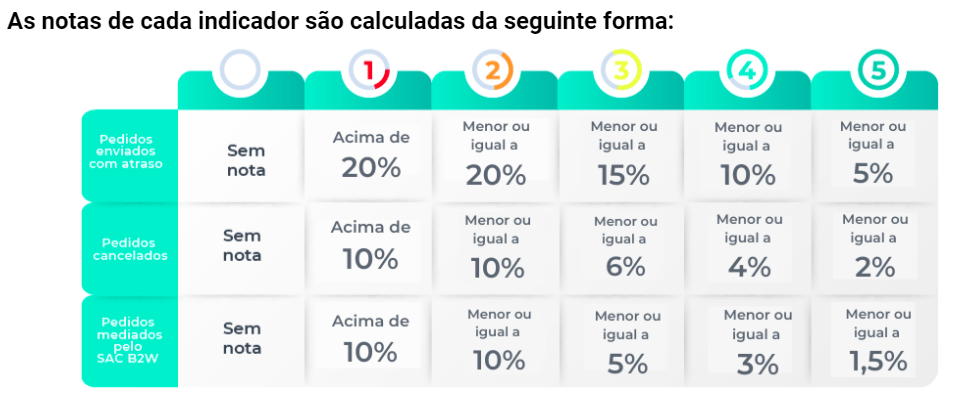 As notas de cada indicador são calculadas da seguinte forma:
1 2 3 4 5
Pedidos
enviados
com atraso
Sem
nota
Acima de
20%
Menor ou
igual a
20%
Menor ou
igual a
15%
Menor ou
igual a
10%
Menor ou
igual a
5%
Pedidos
cancelados
Sem
nota
Acima de
10%
Menor ou
igual a
10%
Menor ou
igual a
6%
Menor ou
igual a
4%
Menor ou
igual a
2%
Pedidos
mediados
pelo
SAC B2W
Sem
nota
Acima de
10%
Menor ou
igual a
10%
Menor ou
igual a
5%
Menor ou
igual a
3%
Menor ou
igual a
1,5%